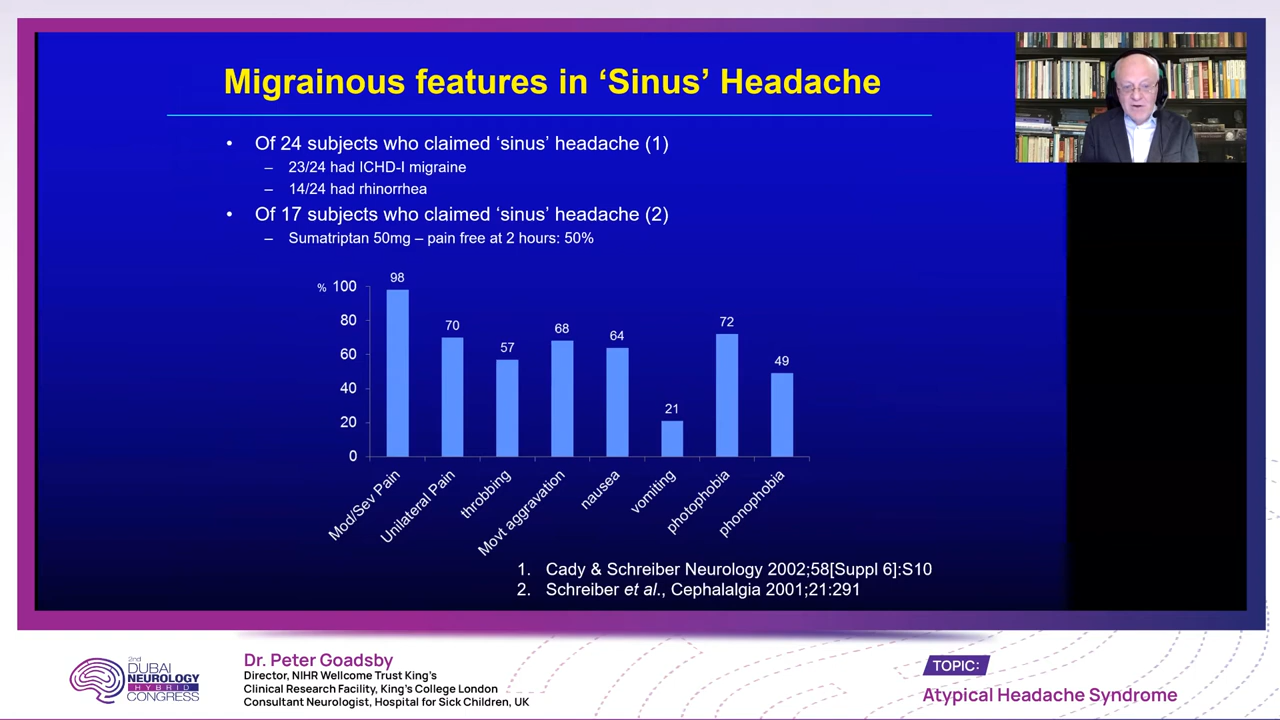 Migrainous features in ‘Sinus’ Headache
• Of 24 subjects who claimed ‘sinus’ headache (1)
– 23/24 had ICHD-I migraine
– 14/24 had rhinorrhea
• Of 17 subjects who claimed ‘sinus’ headache (2)
– Sumatriptan 50mg – pain free at 2 hours: 50%
%
100
80
60
40
20
0
98
70
57
68
64
21
72
49
Mod/Sev Pain
Unilateral Pain
throbbing
Movt aggravation
nausea
vomiting
photophobia
phonophobia
1. Cady & Schreiber Neurology 2002;58[Suppl 6]:S10
2. Schreiber et al., Cephalalgia 2001;21:291
2nd
DUBAI
NEUROLOGY
HYBRID
CONGRESS
Dr. Peter Goadsby
Director, NIHR Wellcome Trust King’s
Clinical Research Facility, King’s College London
Consultant Neurologist, Hospital for Sick Children, UK
TOPIC:
Atypical Headache Syndrome